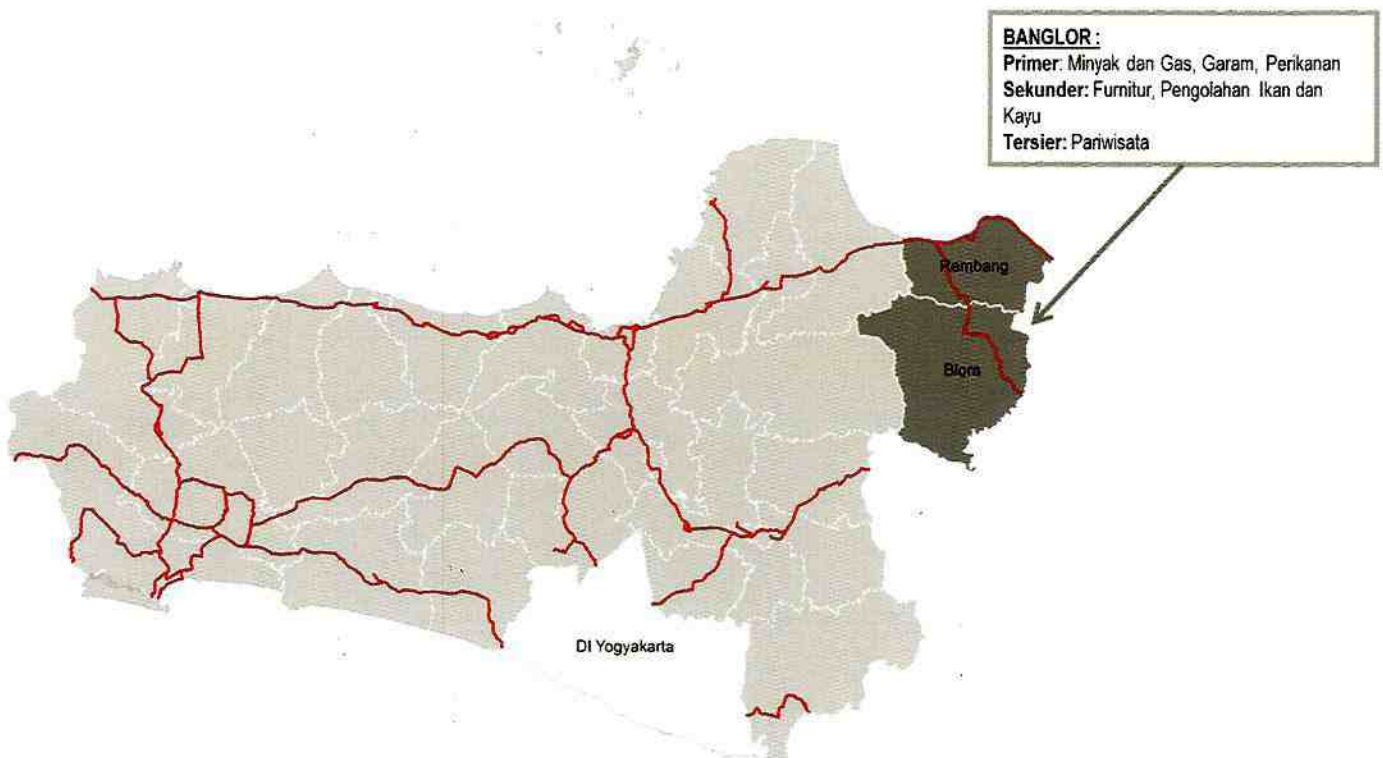 BANGLOR :
Primer: Minyak dan Gas, Garam, Perikanan
Sekunder: Furnitur, Pengolahan Ikan dan
Kayu
Tersier: Pariwisata
Rembang
Blora
DI Yogyakarta